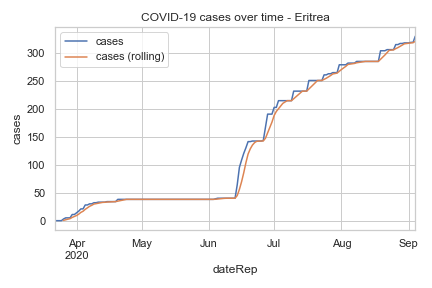 COVID-19 cases over time - Eritrea
cases
cases (rolling)
cases
300
250
200
150
100
50
0
Apr
2020
May
Jun
Jul
Aug
Sep
dateRep